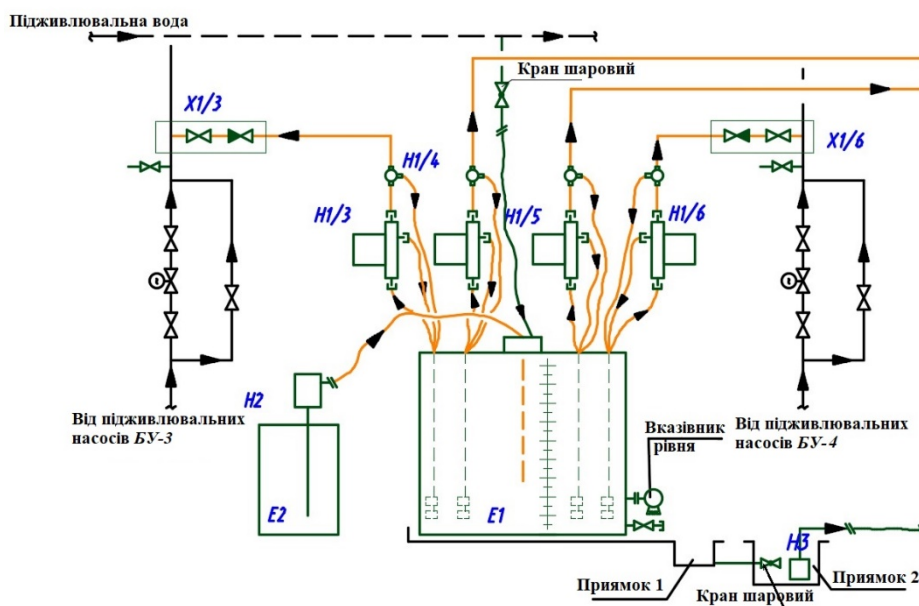 Підживлювальна вода
Кран шаровий
X1/3
X1/6
H1/4
H1/3
H1/5
H1/6
H2
Від підживлювальних
насосів БУ-3
Від підживлювальних
насосів БУ-4
Вказівник
рівня
E2
E1
H3
Приямок 1
Кран шаровий
Приямок 2